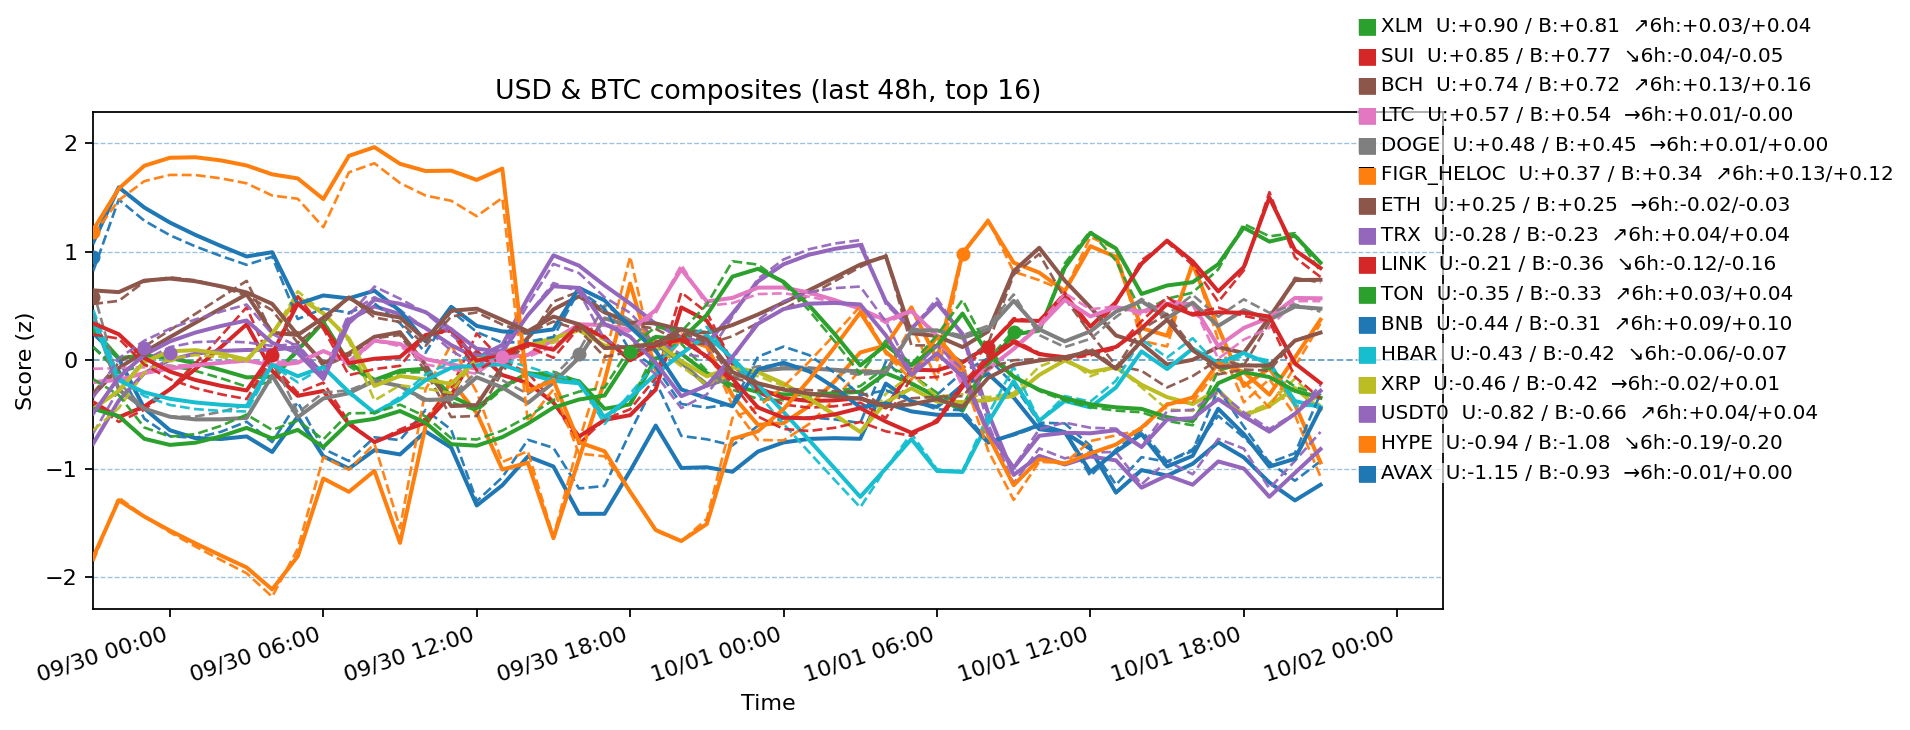 XLM U:+0.90 / B:+0.81 ↗6h:+0.03/+0.04
SUI U:+0.85 / B:+0.77 ↘6h:-0.04/-0.05
BCH U:+0.74 / B:+0.72 ↗6h:+0.13/+0.16
LTC U:+0.57 / B:+0.54 →6h:+0.01/-0.00
DOGE U:+0.48 / B:+0.45 →6h:+0.01/+0.00
FIGR_HELOC U:+0.37 / B:+0.34 ↗6h:+0.13/+0.12
ETH U:+0.25 / B:+0.25 →6h:-0.02/-0.03
TRX U:-0.28 / B:-0.23 ↗6h:+0.04/+0.04
LINK U:-0.21 / B:-0.36 ↘6h:-0.12/-0.16
TON U:-0.35 / B:-0.33 ↗6h:+0.03/+0.04
BNB U:-0.44 / B:-0.31 ↗6h:+0.09/+0.10
HBAR U:-0.43 / B:-0.42 ↘6h:-0.06/-0.07
XRP U:-0.46 / B:-0.42 →6h:-0.02/+0.01
USDT0 U:-0.82 / B:-0.66 ↗6h:+0.04/+0.04
HYPE U:-0.94 / B:-1.08 ↘6h:-0.19/-0.20
AVAX U:-1.15 / B:-0.93 →6h:-0.01/+0.00
USD & BTC composites (last 48h, top 16)
Score (z)
2
1
0
−1
−2
09/30 00:00
09/30 06:00
09/30 12:00
09/30 18:00
10/01 00:00
10/01 06:00
10/01 12:00
10/01 18:00
10/02 00:00
Time